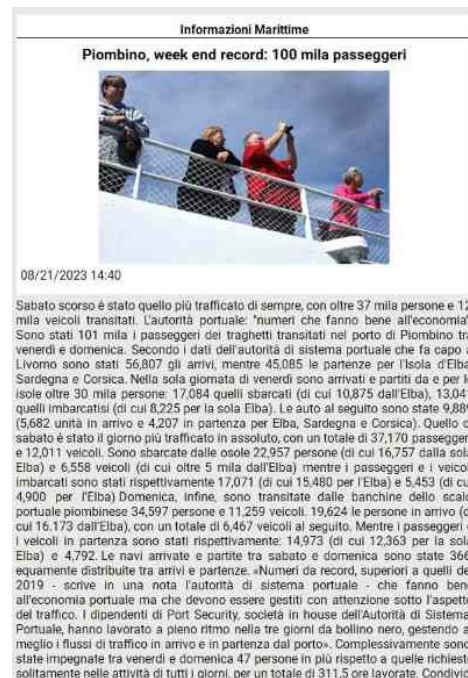 Informazioni Marittime
Piombino, week end record: 100 mila passeggeri
08/21/2023 14:40
Sabato scorso è stato quello più trafficato di sempre, con oltre 37 mila persone e 12
mila veicoli transitati. L'autorità portuale: "numeri che fanno bene all'economia"
Sono stati 101 mila i passeggeri dei traghetti transitati nel porto di Piombino tra
venerdì e domenica. Secondo i dati dell'autorità di sistema portuale che fa capo a
Livorno sono stati 56,807 gli arrivi, mentre 45,085 le partenze per l'Isola d'Elba,
Sardegna e Corsica. Nella sola giornata di venerdì sono arrivati e partiti da e per le
isole oltre 30 mila persone: 17,084 quelli sbarcati (di cui 10,875 dall'Elba), 13,041
quelli imbarcatisi (di cui 8,225 per la sola Elba). Le auto al seguito sono state 9,889
(5,682 unità in arrivo e 4,207 in partenza per Elba, Sardegna e Corsica). Quello di
sabato è stato il giorno più trafficato in assoluto, con un totale di 37,170 passeggeri
e 12,011 veicoli. Sono sbarcate dalle osole 22,957 persone (di cui 16,757 dalla sola
Elba) e 6,558 veicoli (di cui oltre 5 mila dall'Elba) mentre i passeggeri e i veicoli
imbarcati sono stati rispettivamente 17,071 (di cui 15,480 per l'Elba) e 5,453 (di cui
4,900 per l'Elba) Domenica, infine, sono transitate dalle banchine dello scalo
portuale piombinese 34,597 persone e 11,259 veicoli. 19,624 le persone in arrivo (di
cui 16.173 dall'Elba), con un totale di 6,467 veicoli al seguito. Mentre i passeggeri e
i veicoli in partenza sono stati rispettivamente: 14,973 (di cui 12,363 per la sola
Elba) e 4,792. Le navi arrivate e partite tra sabato e domenica sono state 366,
equamente distribuite tra arrivi e partenze. «Numeri da record, superiori a quelli del
2019 - scrive in una nota l'autorità di sistema portuale - che fanno bene
all'economia portuale ma che devono essere gestiti con attenzione sotto l'aspetto
del traffico. I dipendenti di Port Security, società in house dell'Autorità di Sistema
Portuale, hanno lavorato a pieno ritmo nella tre giorni da bollino nero, gestendo al
meglio i flussi di traffico in arrivo e in partenza dal porto». Complessivamente sono
state impegnate tra venerdì e domenica 47 persone in più rispetto a quelle richieste
solitamente nelle attività di tutti i giorni, per un totale di 311,5 ore lavorate. Condividi